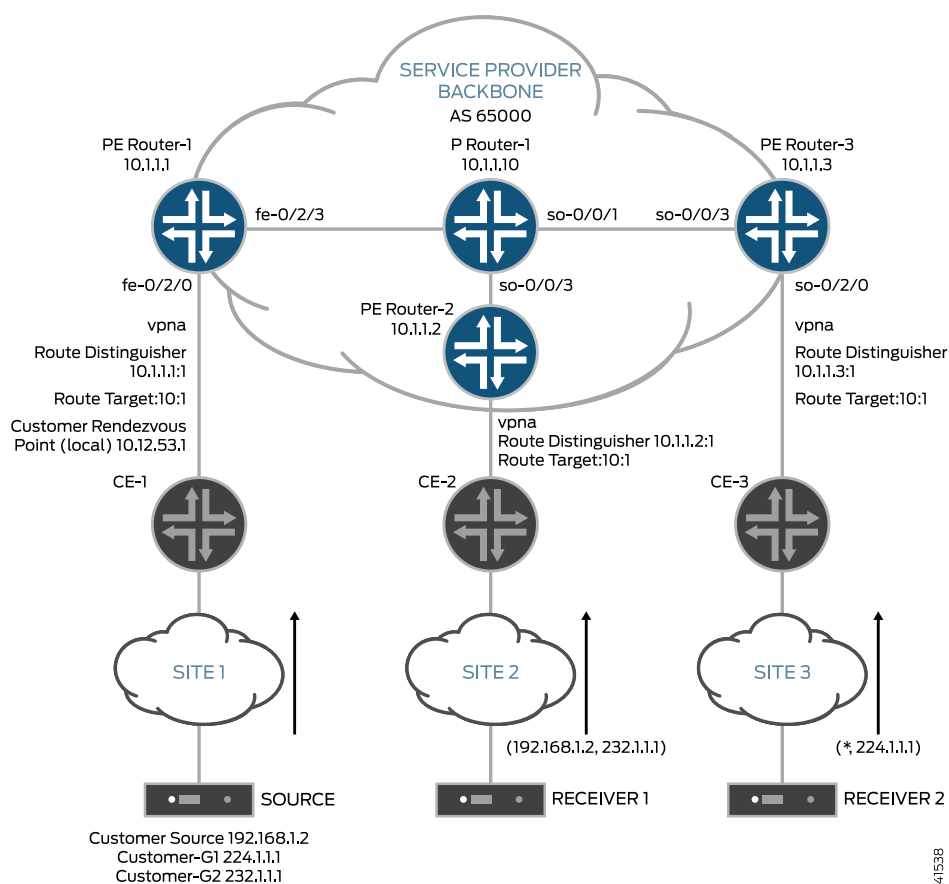 SERVICE PROVIDER
BACKBONE
AS 65000
PE Router-1
10.1.1.1
P Router-1
10.1.1.10
PE Router-3
10.1.1.3
fe-0/2/3
so-0/0/1
so-0/0/3
fe-0/2/0
so-0/0/3
so-0/2/0
PE Router-2
10.1.1.2
vpna
Route Distinguisher
10.1.1.1:1
Route Target:10:1
Customer Rendezvous
Point (local) 10.12.53.1
vpna
Route Distinguisher 10.1.1.2:1
Route Target:10:1
vpna
Route Distinguisher
10.1.1.3:1
Route Target:10:1
CE-1
CE-2
CE-3
SITE 1
SITE 2
SITE 3
(192.168.1.2, 232.1.1.1)
(*, 224.1.1.1)
SOURCE
RECEIVER 1
RECEIVER 2
Customer Source 192.168.1.2
Customer-G1 224.1.1.1
Customer-G2 232.1.1.1
41538